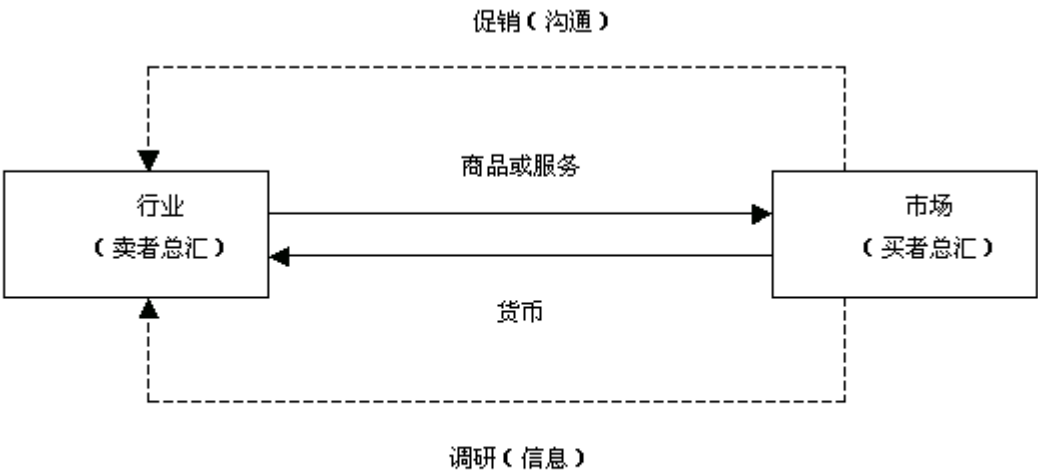 促销（沟通）
商品或服务
行业
（卖者总汇）
市场
（买者总汇）
货币
调研（信息）